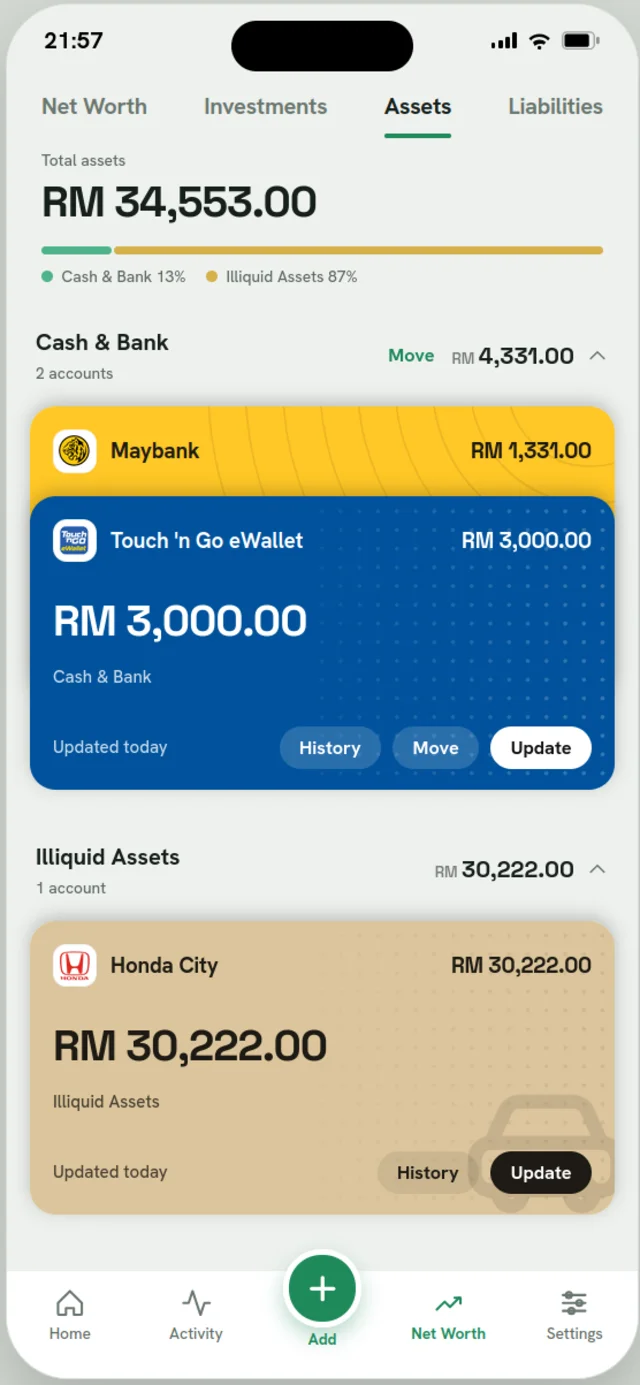 21:57
Net Worth Investments Assets Liabilities
Total assets
RM 34,553.00
Cash & Bank 13% Illiquid Assets 87%
Cash & Bank
Move RM 4,331.00
2 accounts
Maybank RM 1,331.00
Touch 'n Go eWallet
Touch 'n Go eWallet RM 3,000.00
RM 3,000.00
Cash & Bank
Updated today History Move Update
Illiquid Assets
RM 30,222.00
1 account
HONDA
Honda City RM 30,222.00
RM 30,222.00
Illiquid Assets
Updated today History Update
Home Activity Add Net Worth Settings